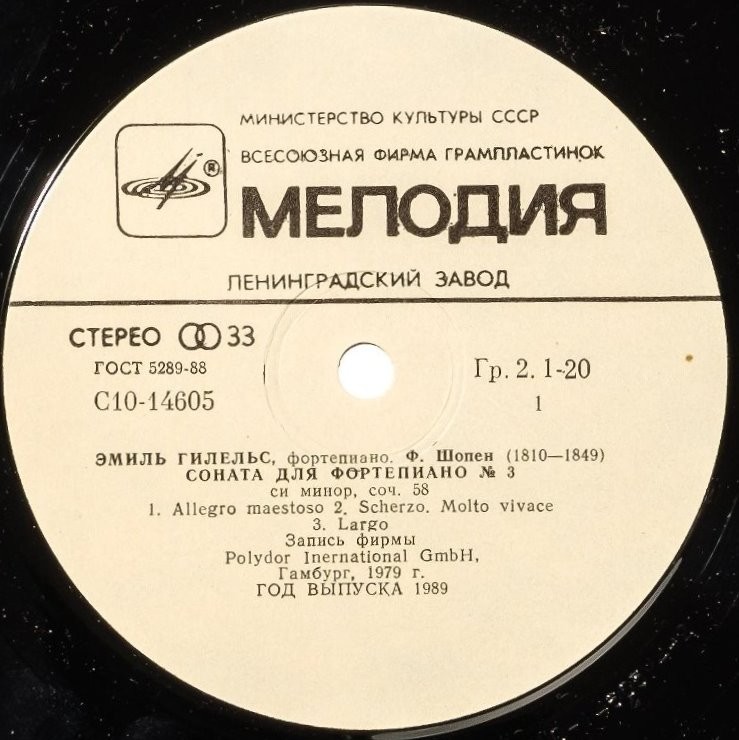 МИНИСТЕРСТВО КУЛЬТУРЫ СССР
ВСЕСОЮЗНАЯ ФИРМА ГРАМПЛАСТИНОК
®
МЕЛОДИЯ
ЛЕНИНГРАДСКИЙ ЗАВОД
СТЕРЕО 33
ГОСТ 5289-88
С10-14605
Гр. 2. 1-20
1
ЭМИЛЬ ГИЛЕЛЬС, фортепиано. Ф. Шопен (1810—1849)
СОНАТА ДЛЯ ФОРТЕПИАНО № 3
си минор, соч. 58
1. Allegro maestoso 2. Scherzo. Molto vivace
3. Largo
Запись фирмы
Polydor Inernational GmbH,
Гамбург, 1979 г.
ГОД ВЫПУСКА 1989